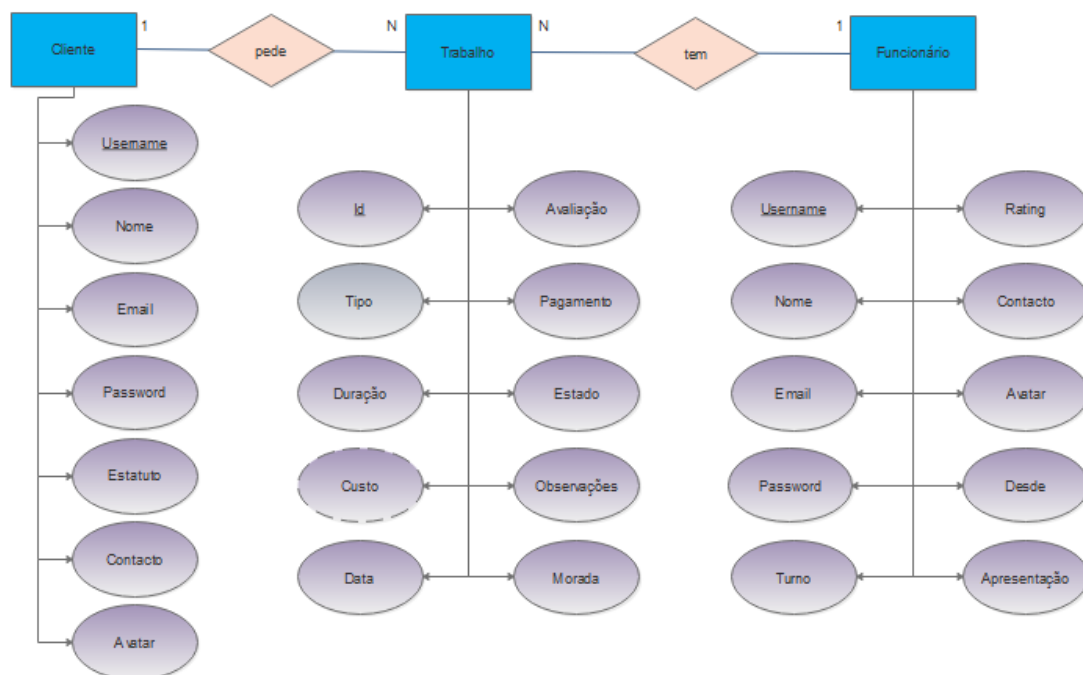 1
N
N
1
Cliente
pede
Trabalho
tem
Funcionário
Username
Nome
Email
Password
Estatuto
Contacto
Avatar
Id
Avaliação
Tipo
Pagamento
Duração
Estado
Custo
Observações
Data
Morada
Username
Rating
Nome
Contacto
Email
Avatar
Password
Desde
Turno
Apresentação